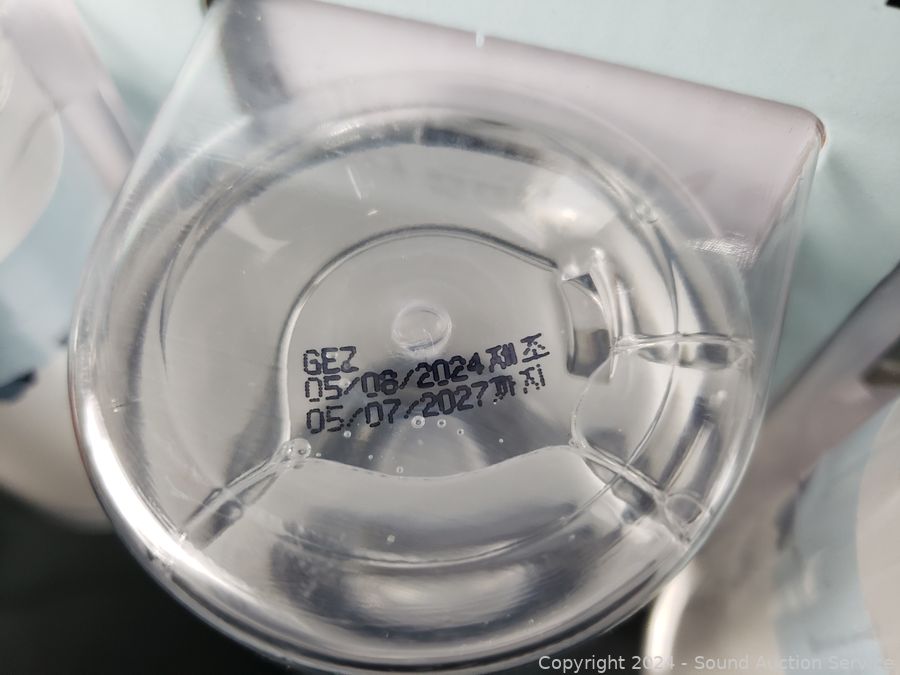 GEZ
05/08/2024제조
05/07/2027까지
Copyright © 2024 - Sound Auction Service